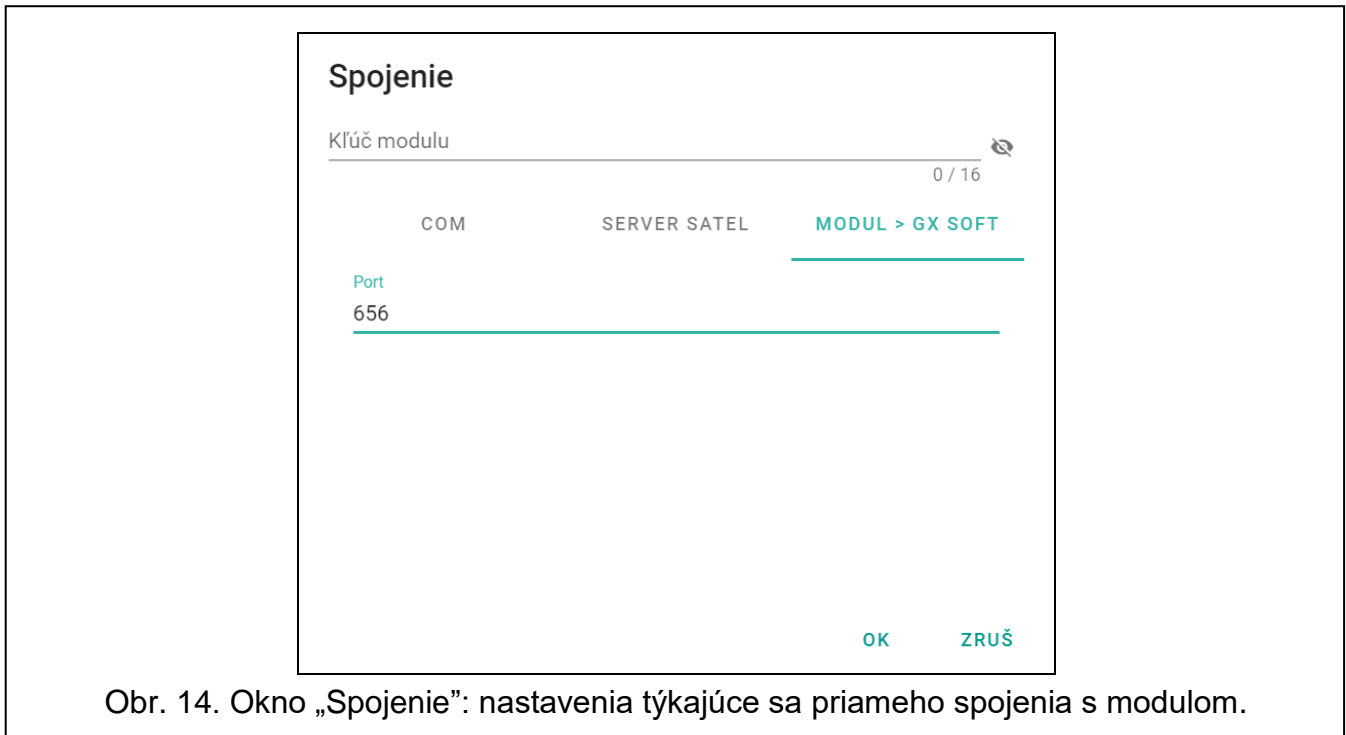 Spojenie
Kľúč modulu
0 / 16
COM SERVER SATEL MODUL > GX SOFT
Port
656
OK ZRUŠ
Obr. 14. Okno „Spojenie”: nastavenia týkajúce sa priameho spojenia s modulom.